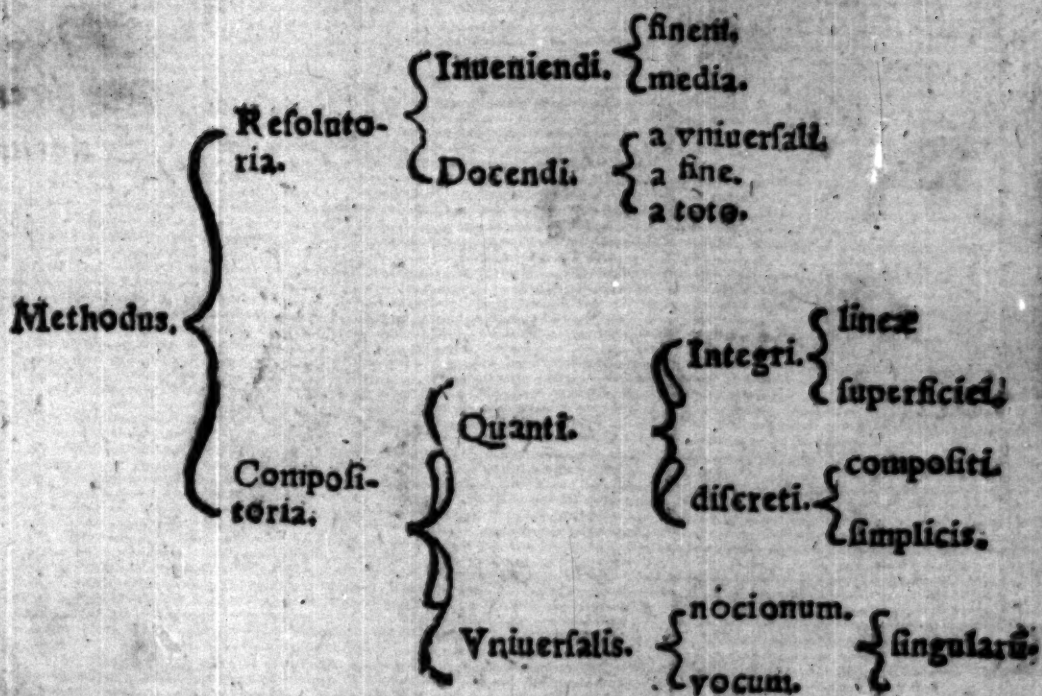 Methodus.
Reſoluto-
ria.
Inueniendi.
finem.
media.
Docendi.
a vniuerſali.
a fine.
a toto.
Compoſi-
toria.
Quanti.
Integri.
lineæ
ſuperficiei.
diſcreti.
compoſiti.
ſimplicis.
Vniuerſalis.
nocionum.
vocum.
ſingularũ.